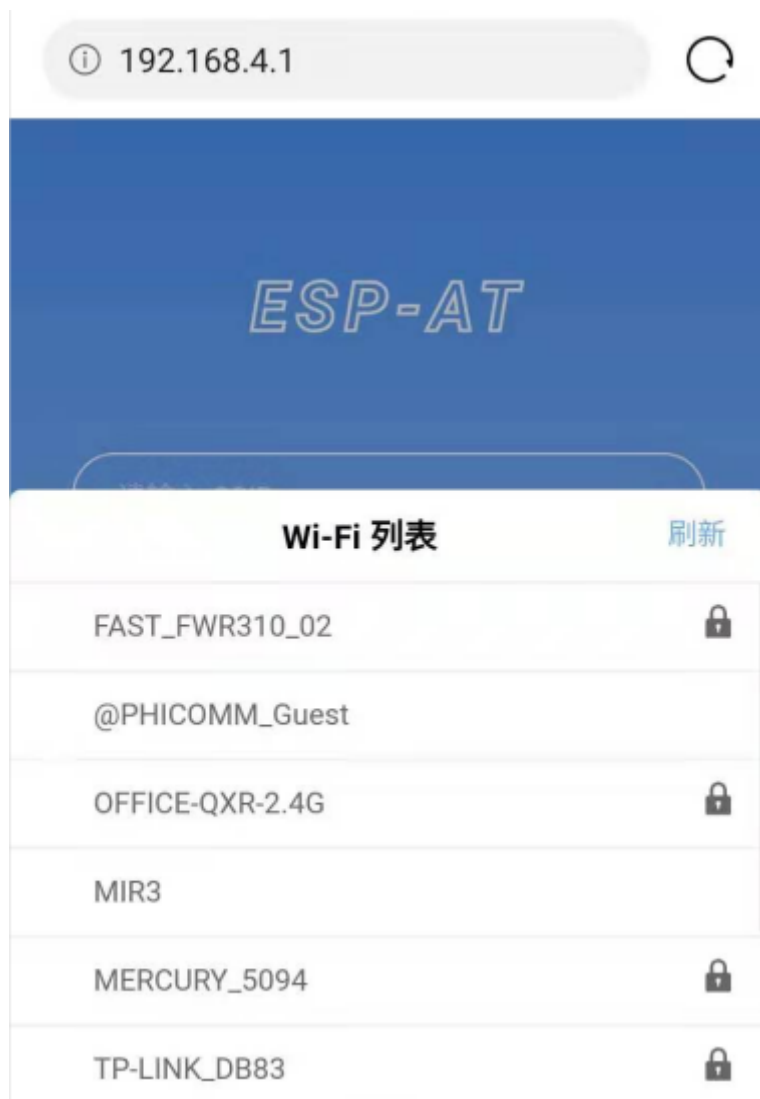 192.168.4.1
ESP-AT
Wi-Fi 列表
刷新
FAST_FWR310_02
@PHICOMM_Guest
OFFICE-QXR-2.4G
MIR3
MERCURY_5094
TP-LINK_DB83